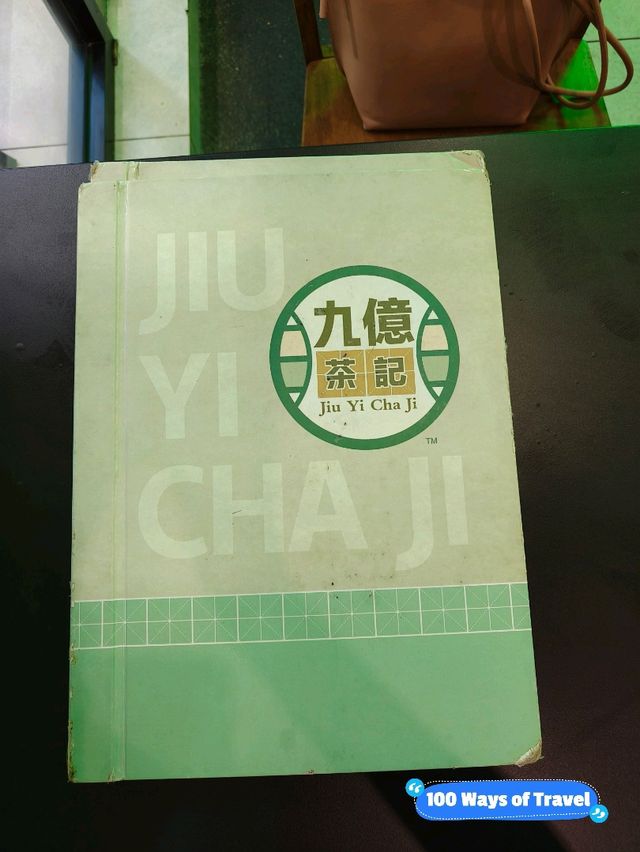 JIU
YI
CHA JI
九億
茶記
Jiu Yi Cha Ji
TM
100 Ways of Travel